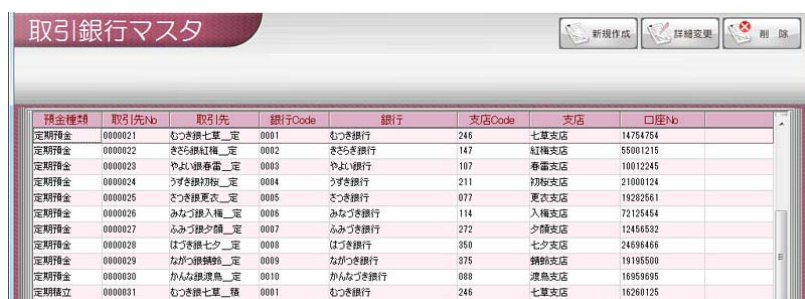 取引銀行マスタ
新規作成 詳細変更 削 除
預金種類 取引先No 取引先 銀行Code 銀行 支店Code 支店 口座No
定期預金 0000021 むつき銀七草__定 0001 むつき銀行 246 七草支店 14754754
定期預金 0000022 きさら銀紅梅__定 0002 きさらぎ銀行 147 紅梅支店 55001215
定期預金 0000023 やよい銀春雷__定 0003 やよい銀行 107 春雷支店 10012245
定期預金 0000024 うずき銀初桜__定 0004 うずき銀行 211 初桜支店 21000124
定期預金 0000025 さつき銀更衣__定 0005 さつき銀行 077 更衣支店 19282561
定期預金 0000026 みなづ銀入梅__定 0006 みなづき銀行 114 入梅支店 72125454
定期預金 0000027 ふみづ銀夕顔__定 0007 ふみづき銀行 272 夕顔支店 12456532
定期預金 0000028 はづき銀七夕__定 0008 はづき銀行 350 七夕支店 24696466
定期預金 0000029 ながつ銀蜻蛉__定 0009 ながつき銀行 375 蜻蛉支店 19195500
定期預金 0000030 かんな銀渡鳥__定 0010 かんなづき銀行 088 渡鳥支店 16959695
定期積立 0000031 むつき銀七草__積 0001 むつき銀行 246 七草支店 16260125